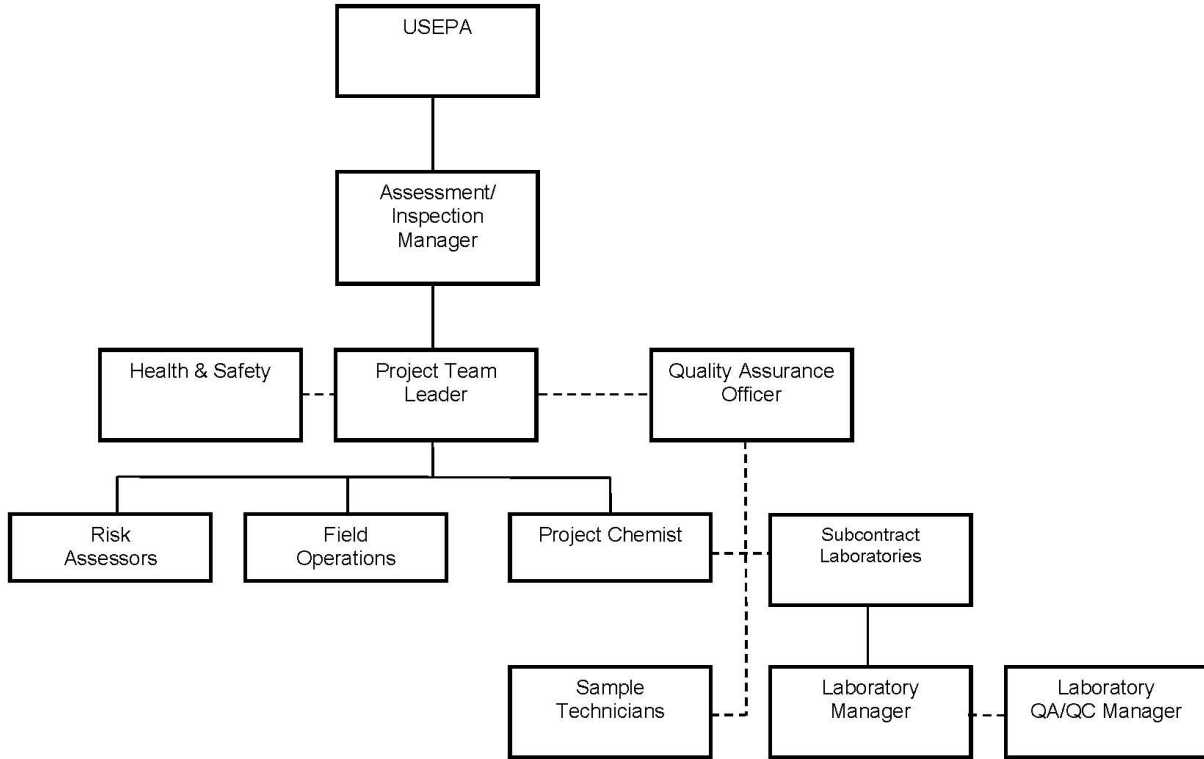 USEPA
Assessment/
Inspection
Manager
Health & Safety
Project Team
Leader
Quality Assurance
Officer
Risk
Assessors
Field
Operations
Project Chemist
Subcontract
Laboratories
Sample
Technicians
Laboratory
Manager
Laboratory
QA/QC Manager